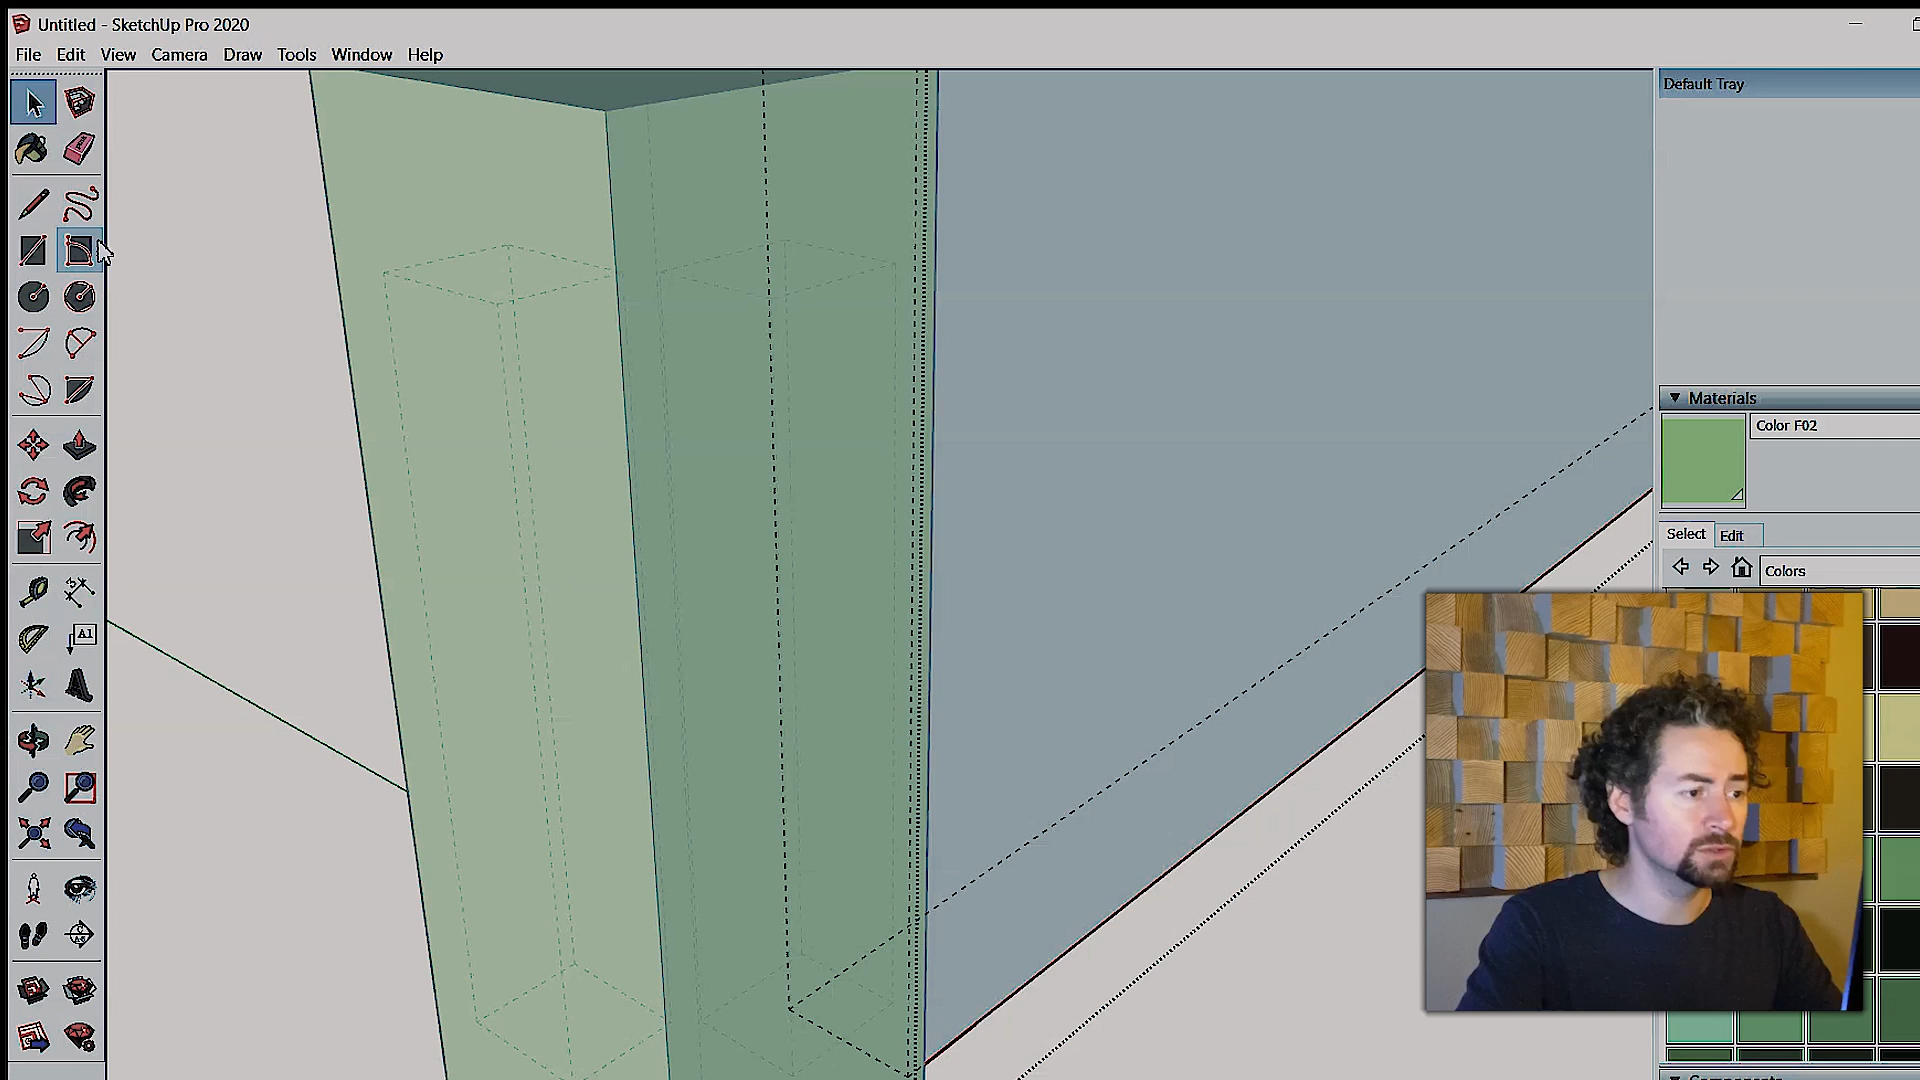 Untitled - SketchUp Pro 2020
File Edit View Camera Draw Tools Window Help
Default Tray
Materials
Color F02
Select Edit
Colors
A1